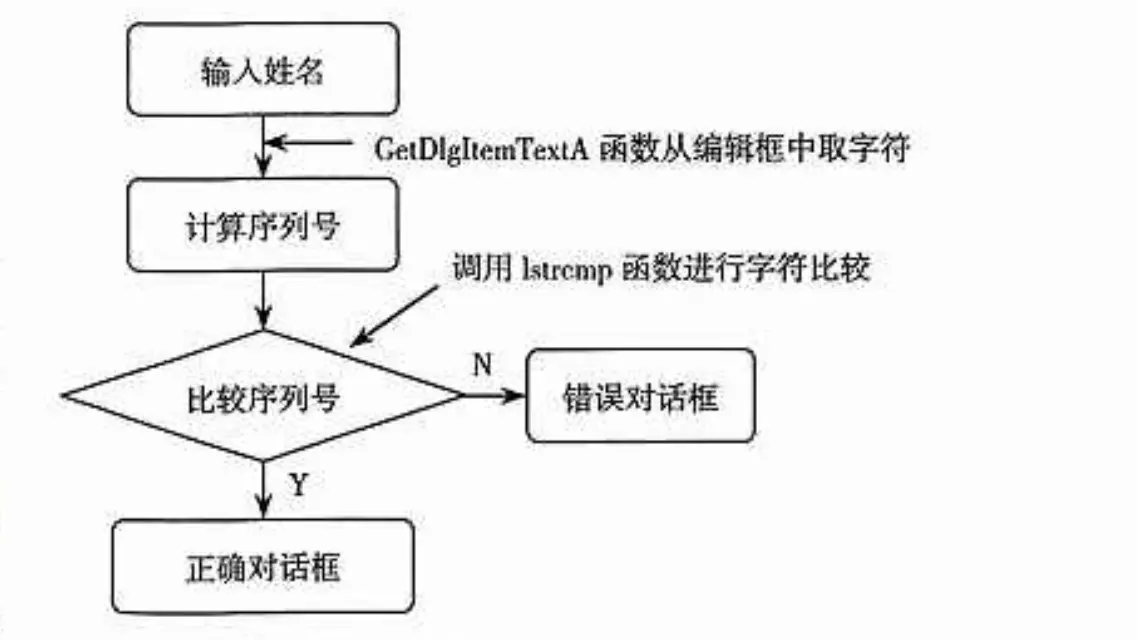 输入姓名
GetDlgItemTextA 函数从编辑框中取字符
计算序列号
调用 lstrcmp 函数进行字符比较
比较序列号
N
错误对话框
Y
正确对话框